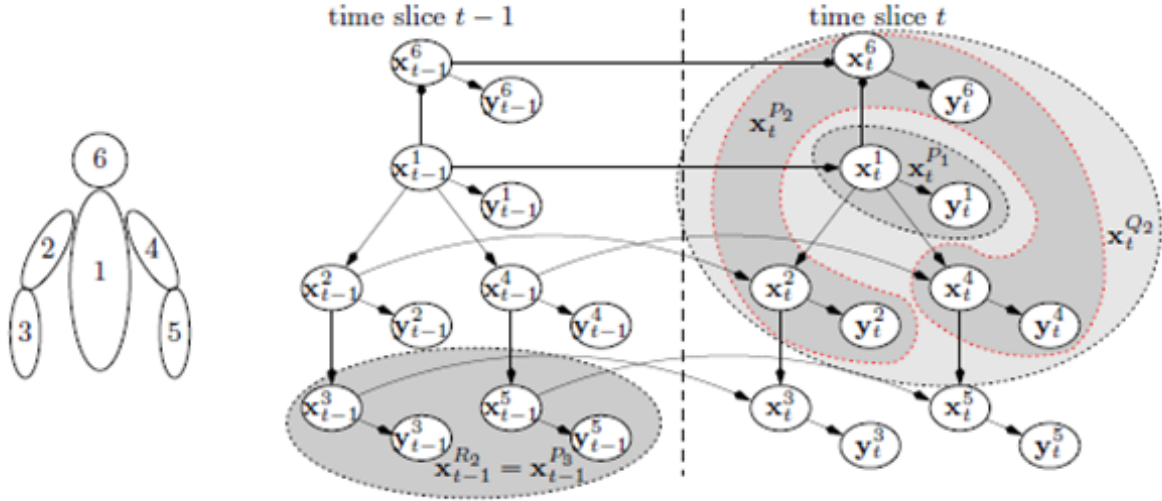 time slice t − 1
time slice t
x_{t−1}^6
y_{t−1}^6
x_t^6
y_t^6
x_t^{P_2}
6
x_{t−1}^1
y_{t−1}^1
x_t^1
x_t^{P_1}
y_t^1
2
4
1
x_t^{Q_2}
x_{t−1}^2
y_{t−1}^2
x_{t−1}^4
y_{t−1}^4
x_t^2
y_t^2
x_t^4
y_t^4
3
5
x_{t−1}^3
y_{t−1}^3
x_{t−1}^5
y_{t−1}^5
x_t^3
y_t^3
x_t^5
y_t^5
x_{t−1}^{R_2} = x_{t−1}^{P_3}